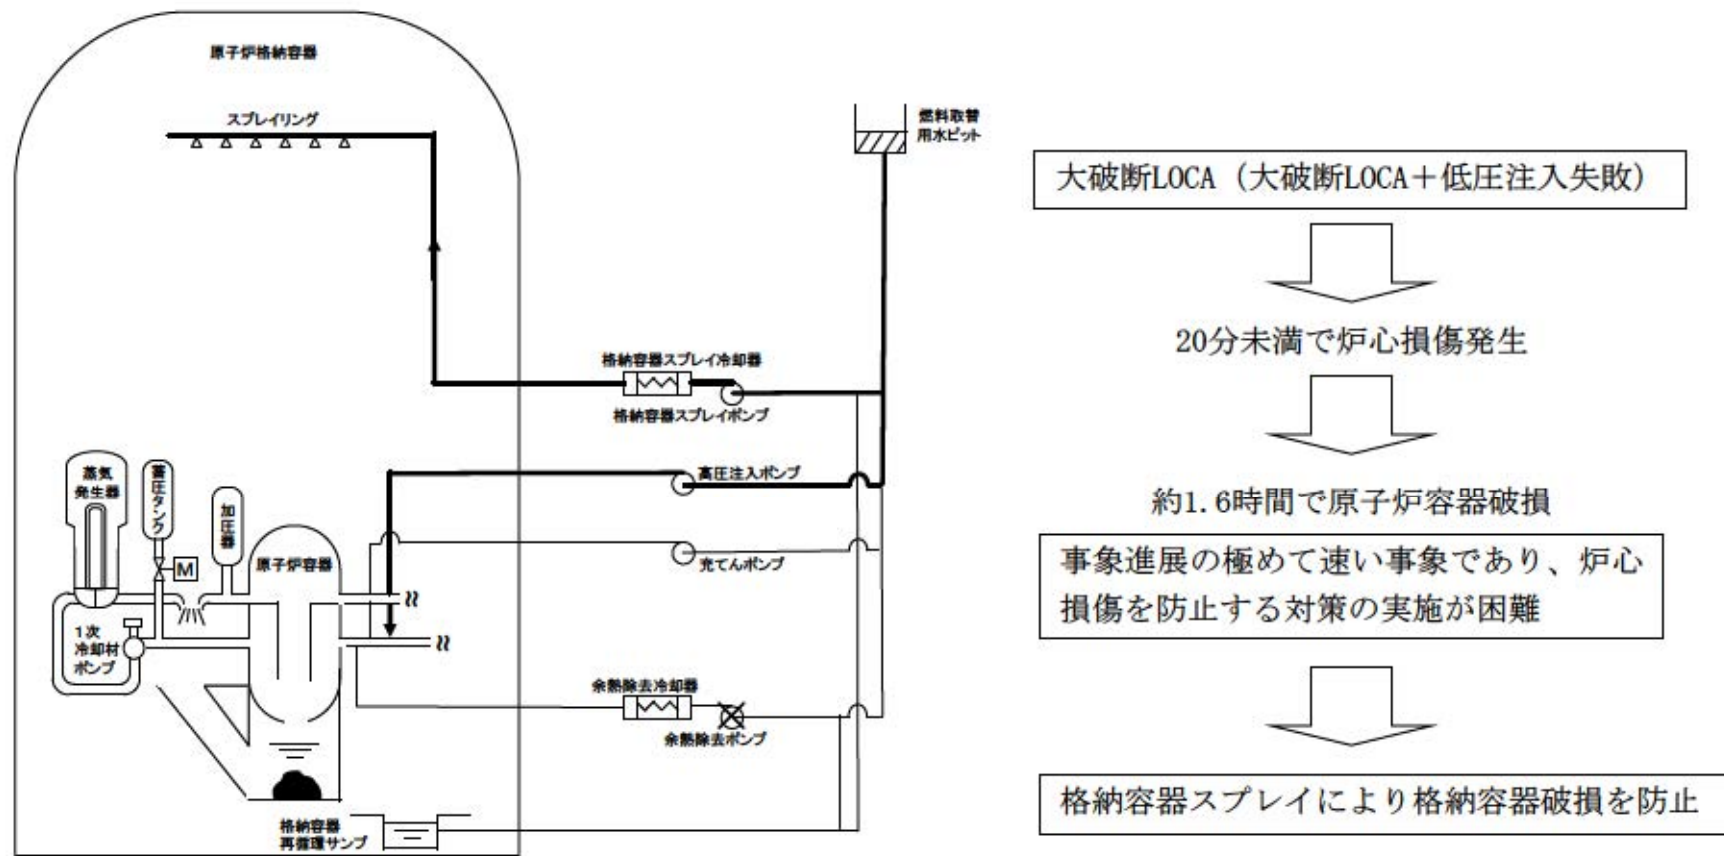 原子炉格納容器
スプレイリング
燃料取替
用水ピット
格納容器スプレイ冷却器
格納容器スプレイポンプ
高圧注入ポンプ
充てんポンプ
蒸気
発生器
蓄圧タンク
加圧器
原子炉容器
M
1次
冷却材
ポンプ
余熱除去冷却器
余熱除去ポンプ
格納容器
再循環サンプ
大破断LOCA（大破断LOCA＋低圧注入失敗）
20分未満で炉心損傷発生
約1.6時間で原子炉容器破損
事象進展の極めて速い事象であり、炉心
損傷を防止する対策の実施が困難
格納容器スプレイにより格納容器破損を防止